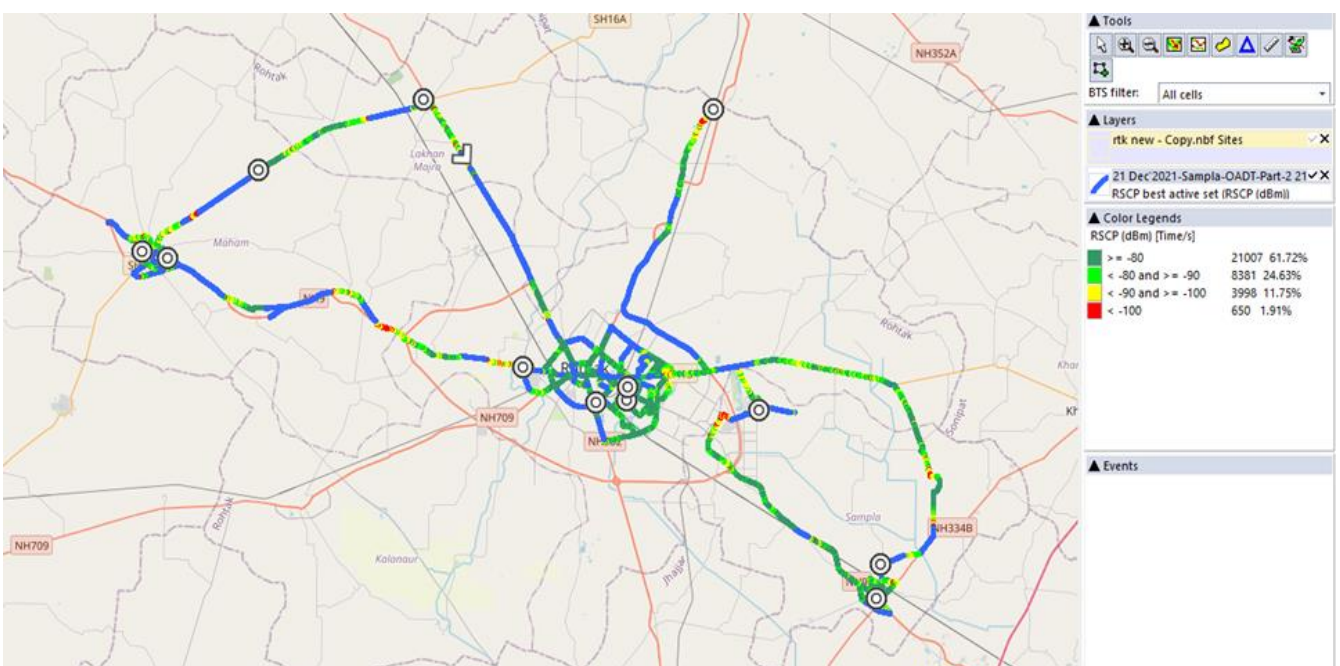 SH16A
NH352A
Rohtak
Lakhan
Majra
Maham
NH709
NH709
Rohtak
Rohtak
Sonipat
Kalanaur
Jhajjar
Sampla
NH334B
Tools
BTS filter: All cells
Layers
rtk new - Copy.nbf Sites
21 Dec'2021-Sampla-OADT-Part-2 21
RSCP best active set (RSCP (dBm))
Color Legends
RSCP (dBm) [Time/s]
>= -80 21007 61.72%
< -80 and >= -90 8381 24.63%
< -90 and >= -100 3998 11.75%
< -100 650 1.91%
Events